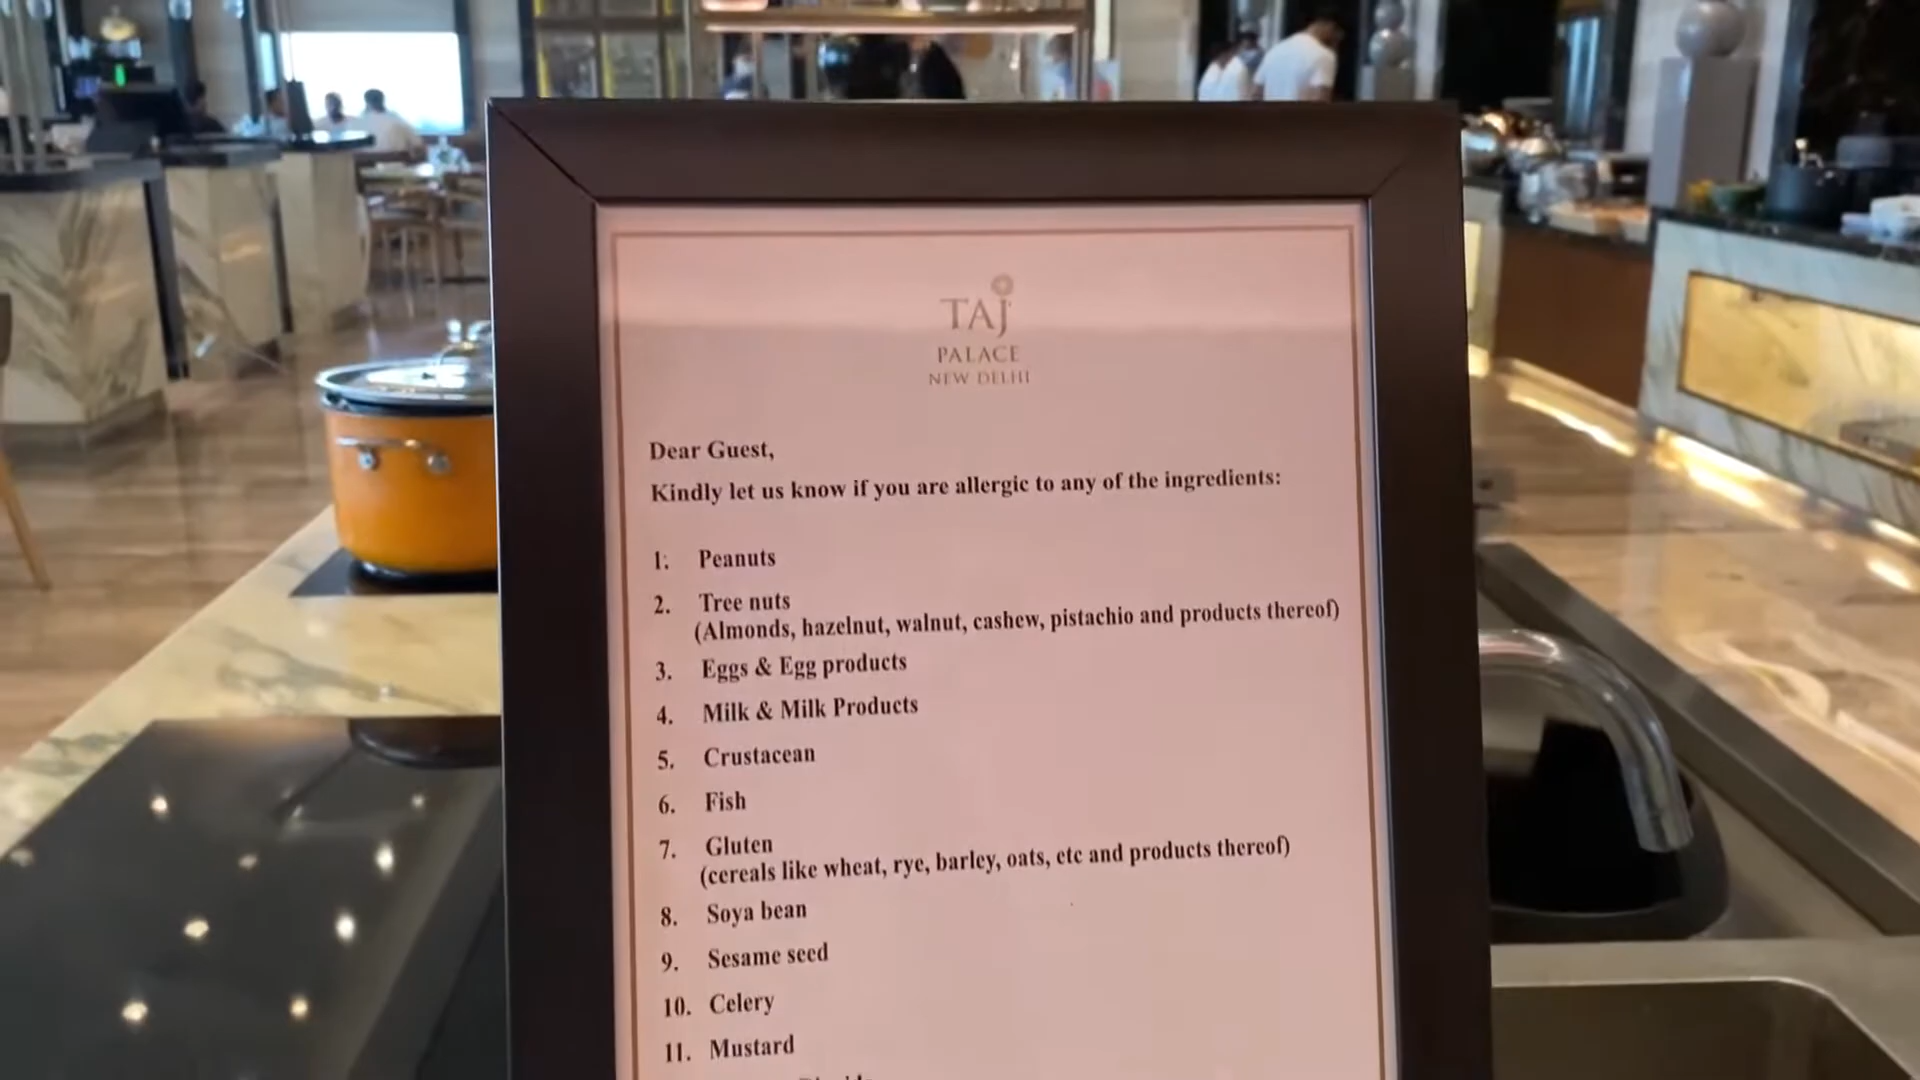 TAJ
PALACE
NEW DELHI
Dear Guest,
Kindly let us know if you are allergic to any of the ingredients:
1. Peanuts
2. Tree nuts
(Almonds, hazelnut, walnut, cashew, pistachio and products thereof)
3. Eggs & Egg products
4. Milk & Milk Products
5. Crustacean
6. Fish
7. Gluten
(cereals like wheat, rye, barley, oats, etc and products thereof)
8. Soya bean
9. Sesame seed
10. Celery
11. Mustard